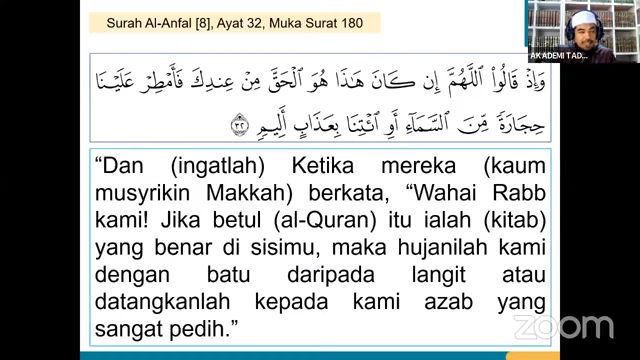 Surah Al-Anfal [8], Ayat 32, Muka Surat 180
AKADEMI TAD...
وَإِذْ قَالُوا۟ ٱللَّهُمَّ إِن كَانَ هَـٰذَا هُوَ ٱلْحَقَّ مِنْ عِندِكَ فَأَمْطِرْ عَلَيْنَا
حِجَارَةً مِّنَ ٱلسَّمَآءِ أَوِ ٱئْتِنَا بِعَذَابٍ أَلِيمٍ ٣٢
“Dan (ingatlah) Ketika mereka (kaum
musyrikin Makkah) berkata, “Wahai Rabb
kami! Jika betul (al-Quran) itu ialah (kitab)
yang benar di sisimu, maka hujanilah kami
dengan batu daripada langit atau
datangkanlah kepada kami azab yang
sangat pedih.”
zoom